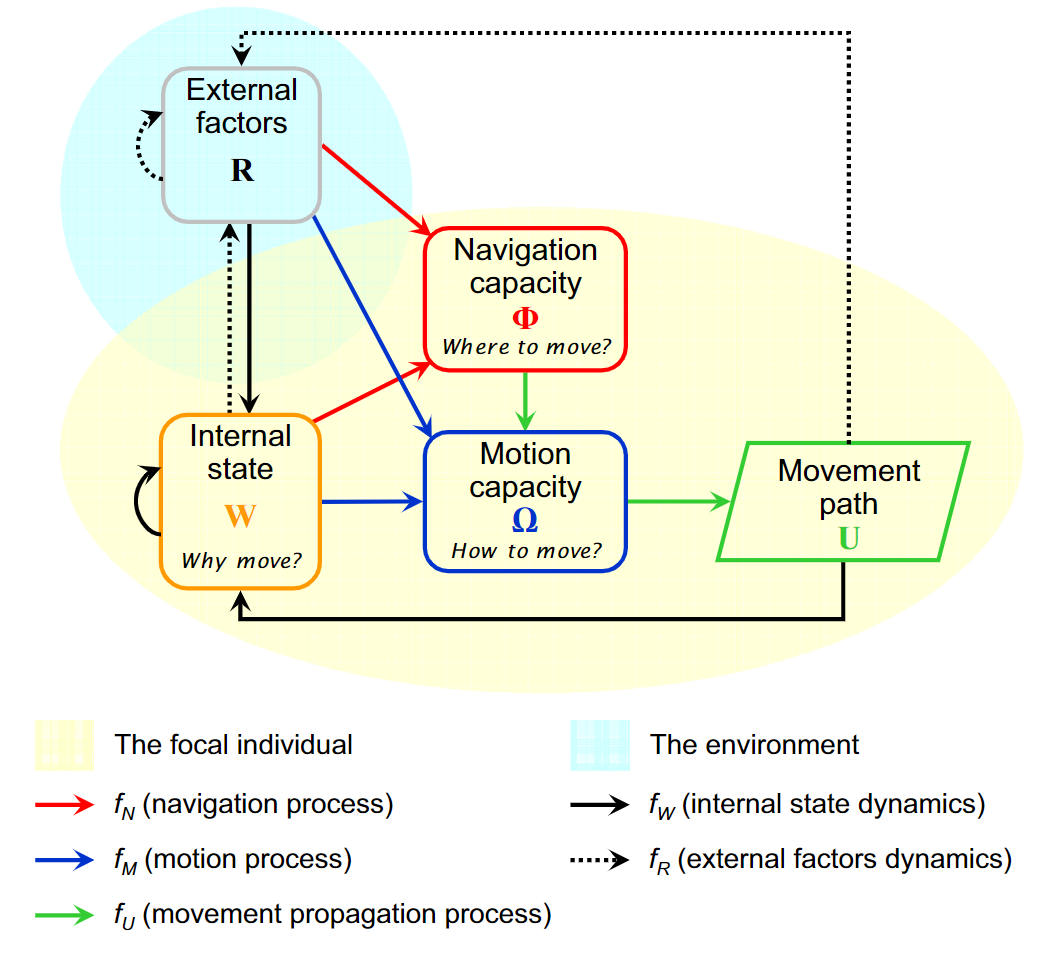 External
factors
R
Navigation
capacity
Φ
Where to move?
Internal
state
W
Why move?
Motion
capacity
Ω
How to move?
Movement
path
U
The focal individual
The environment
fN (navigation process)
fW (internal state dynamics)
fM (motion process)
fR (external factors dynamics)
fU (movement propagation process)